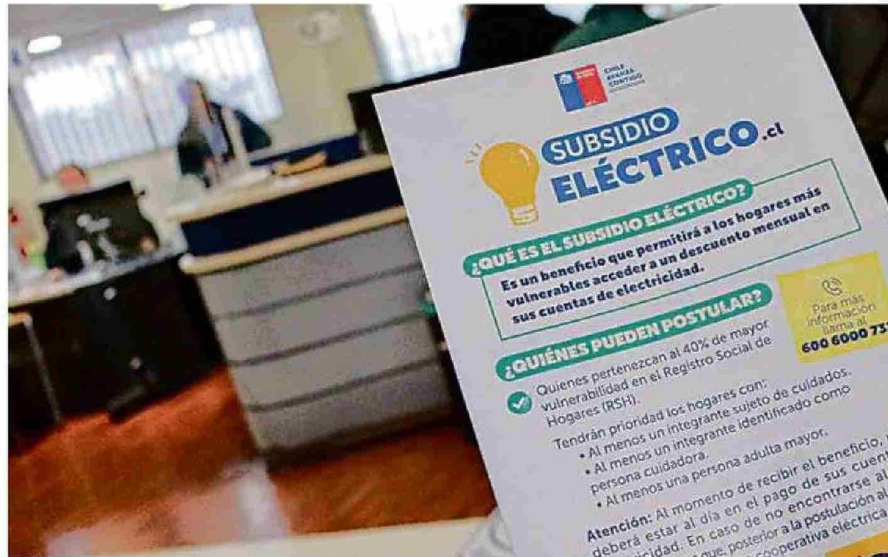 CHILE
AVANZA
CONTIGO
SUBSIDIO
ELÉCTRICO.cl
¿QUÉ ES EL SUBSIDIO ELÉCTRICO?
Es un beneficio que permitirá a los hogares más
vulnerables acceder a un descuento mensual en
sus cuentas de electricidad.
¿QUIÉNES PUEDEN POSTULAR?
Para más
información
llama al
600 6000 73
Quienes pertenezcan al 40% de mayor
vulnerabilidad en el Registro Social de
Hogares (RSH).
Tendrán prioridad los hogares con:
• Al menos un integrante sujeto de cuidados.
• Al menos un integrante identificado como
persona cuidadora.
• Al menos una persona adulta mayor.
Atención: Al momento de recibir el beneficio,
deberá estar al día en el pago de sus
En caso de no encontrarse al
posterior a la postulación al
cooperativa eléctrica